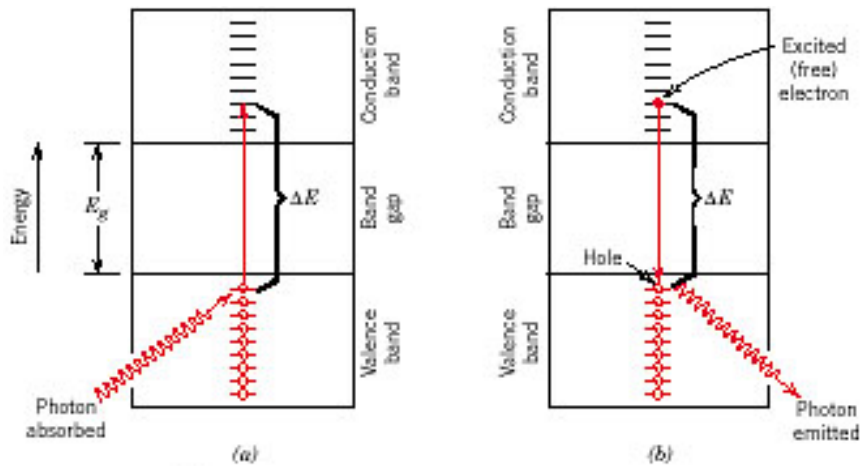 Energy
E_g
ΔE
Conduction
band
Band
gap
Valence
band
Photon
absorbed
(a)
Conduction
band
Excited
(free)
electron
Band
gap
ΔE
Hole
Valence
band
Photon
emitted
(b)